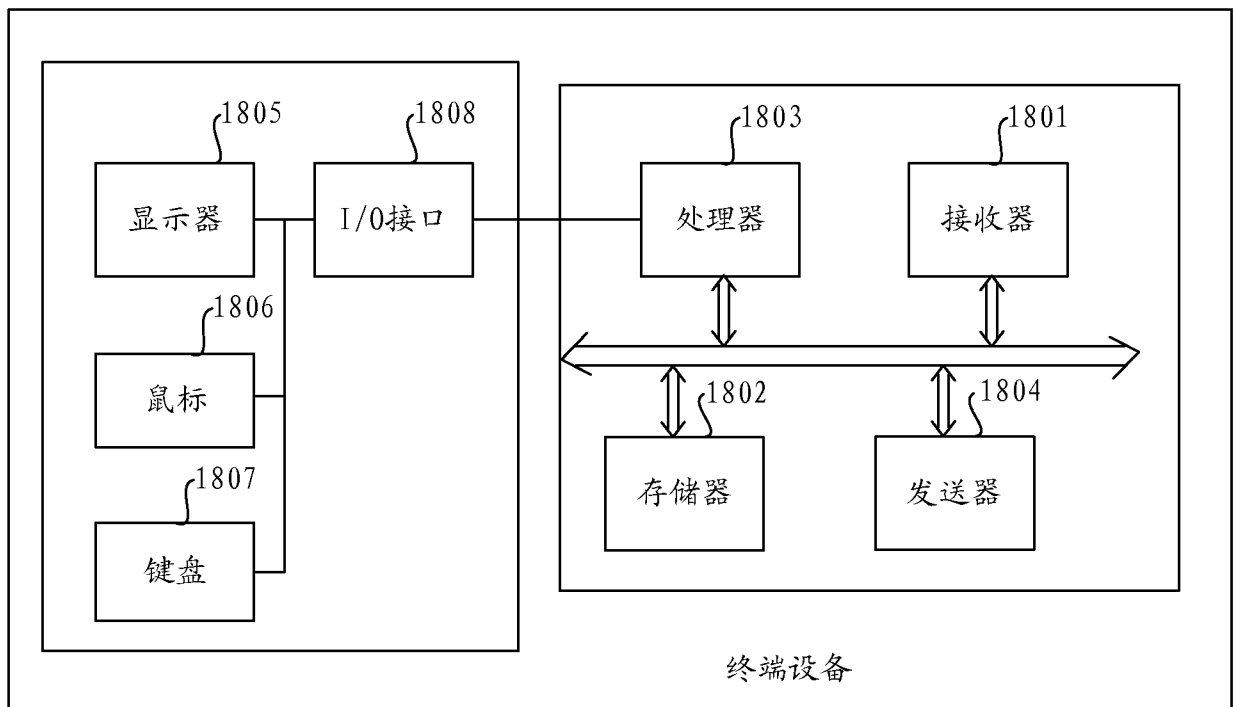 1805
1808
1803
1801
显示器
I/O接口
处理器
接收器
1806
鼠标
1802
1804
1807
存储器
发送器
键盘
终端设备